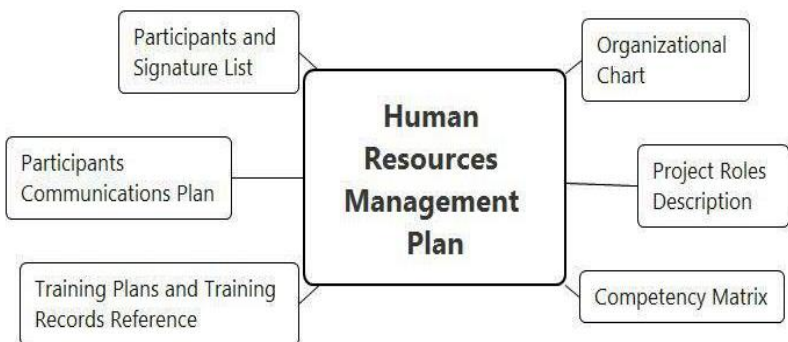 Participants and
Signature List
Organizational
Chart
Human
Resources
Management
Plan
Participants
Communications Plan
Project Roles
Description
Training Plans and Training
Records Reference
Competency Matrix